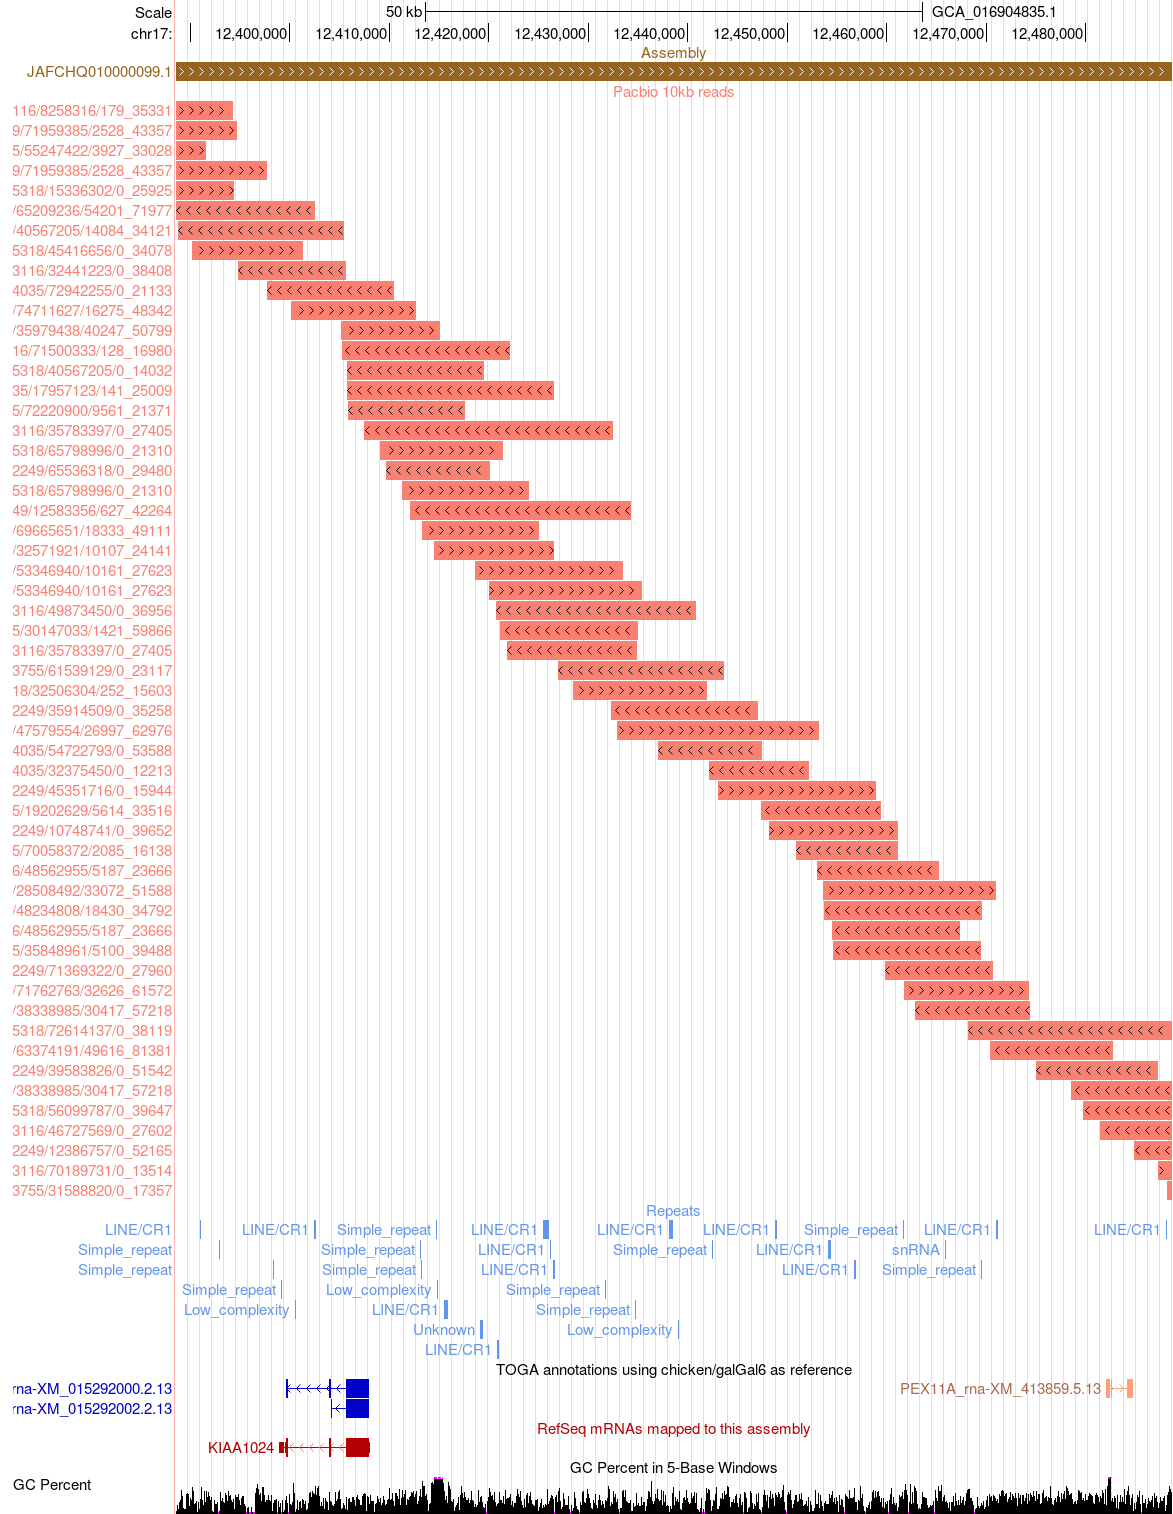 Scale 50 kb GCA_016904835.1
chr17: 12,400,000 12,410,000 12,420,000 12,430,000 12,440,000 12,450,000 12,460,000 12,470,000 12,480,000
Assembly
JAFCHQ010000099.1
Pacbio 10kb reads
116/8258316/179_35331
9/71959385/2528_43357
5/55247422/3927_33028
9/71959385/2528_43357
5318/15336302/0_25925
/65209236/54201_71977
/40567205/14084_34121
5318/45416656/0_34078
3116/32441223/0_38408
4035/72942255/0_21133
/74711627/16275_48342
/35979438/40247_50799
16/71500333/128_16980
5318/40567205/0_14032
35/17957123/141_25009
5/72220900/9561_21371
3116/35783397/0_27405
5318/65798996/0_21310
2249/65536318/0_29480
5318/65798996/0_21310
49/12583356/627_42264
/69665651/18333_49111
/32571921/10107_24141
/53346940/10161_27623
/53346940/10161_27623
3116/49873450/0_36956
5/30147033/1421_59866
3116/35783397/0_27405
3755/61539129/0_23117
18/32506304/252_15603
2249/35914509/0_35258
/47579554/26997_62976
4035/54722793/0_53588
4035/32375450/0_12213
2249/45351716/0_15944
5/19202629/5614_33516
2249/10748741/0_39652
5/70058372/2085_16138
6/48562955/5187_23666
/28508492/33072_51588
/48234808/18430_34792
6/48562955/5187_23666
5/35848961/5100_39488
2249/71369322/0_27960
/71762763/32626_61572
/38338985/30417_57218
5318/72614137/0_38119
/63374191/49616_81381
2249/39583826/0_51542
/38338985/30417_57218
5318/56099787/0_39647
3116/46727569/0_27602
2249/12386757/0_52165
3116/70189731/0_13514
3755/31588820/0_17357
Repeats
LINE/CR1 LINE/CR1 Simple_repeat LINE/CR1 LINE/CR1 LINE/CR1 Simple_repeat LINE/CR1 LINE/CR1
Simple_repeat Simple_repeat LINE/CR1 Simple_repeat LINE/CR1 snRNA
Simple_repeat Simple_repeat LINE/CR1 LINE/CR1 Simple_repeat
Simple_repeat Low_complexity Simple_repeat
Low_complexity LINE/CR1 Simple_repeat
Unknown Low_complexity
LINE/CR1
TOGA annotations using chicken/galGal6 as reference
rna-XM_015292000.2.13 PEX11A_rna-XM_413859.5.13
rna-XM_015292002.2.13
RefSeq mRNAs mapped to this assembly
KIAA1024
GC Percent in 5-Base Windows
GC Percent